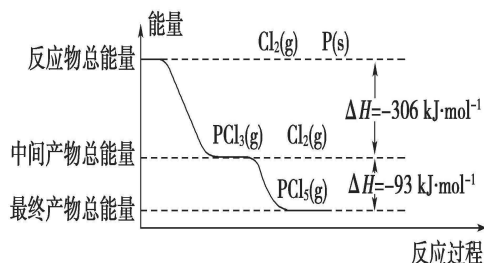 能量
反应物总能量 Cl₂(g) P(s)
ΔH=−306 kJ·mol⁻¹
PCl₃(g) Cl₂(g)
中间产物总能量
ΔH=−93 kJ·mol⁻¹
PCl₅(g)
最终产物总能量
反应过程